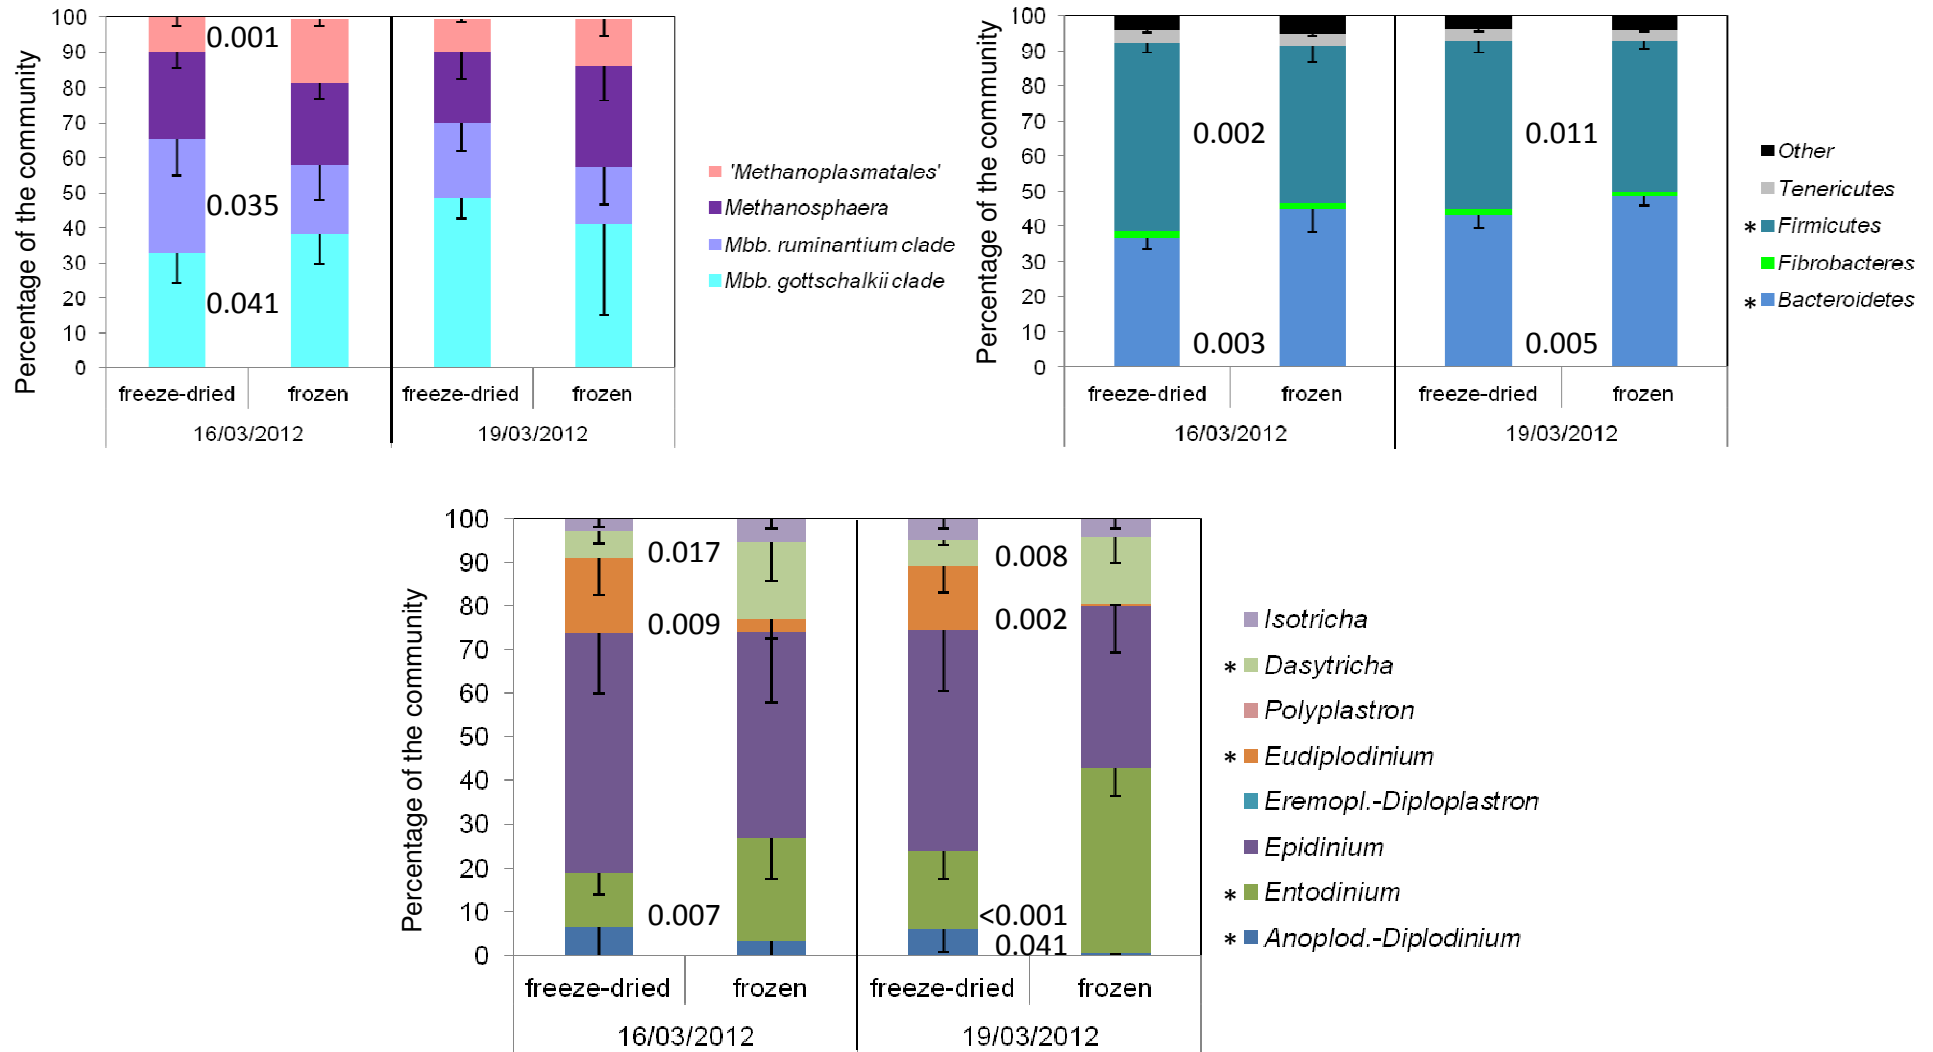 Percentage of the community
100
90
80
70
60
50
40
30
20
10
0
0.001
0.035
0.041
freeze-dried frozen freeze-dried frozen
16/03/2012 19/03/2012
'Methanoplasmatales'
Methanosphaera
Mbb. ruminantium clade
Mbb. gottschalkii clade
Percentage of the community
100
90
80
70
60
50
40
30
20
10
0
0.002 0.011
0.003 0.005
freeze-dried frozen freeze-dried frozen
16/03/2012 19/03/2012
Other
Tenericutes
* Firmicutes
Fibrobacteres
* Bacteroidetes
Percentage of the community
100
90
80
70
60
50
40
30
20
10
0
0.017 0.008
0.009 0.002
0.007 <0.001
0.041
freeze-dried frozen freeze-dried frozen
16/03/2012 19/03/2012
Isotricha
* Dasytricha
Polyplastron
* Eudiplodinium
Eremopl.-Diploplastron
Epidinium
* Entodinium
* Anoplod.-Diplodinium